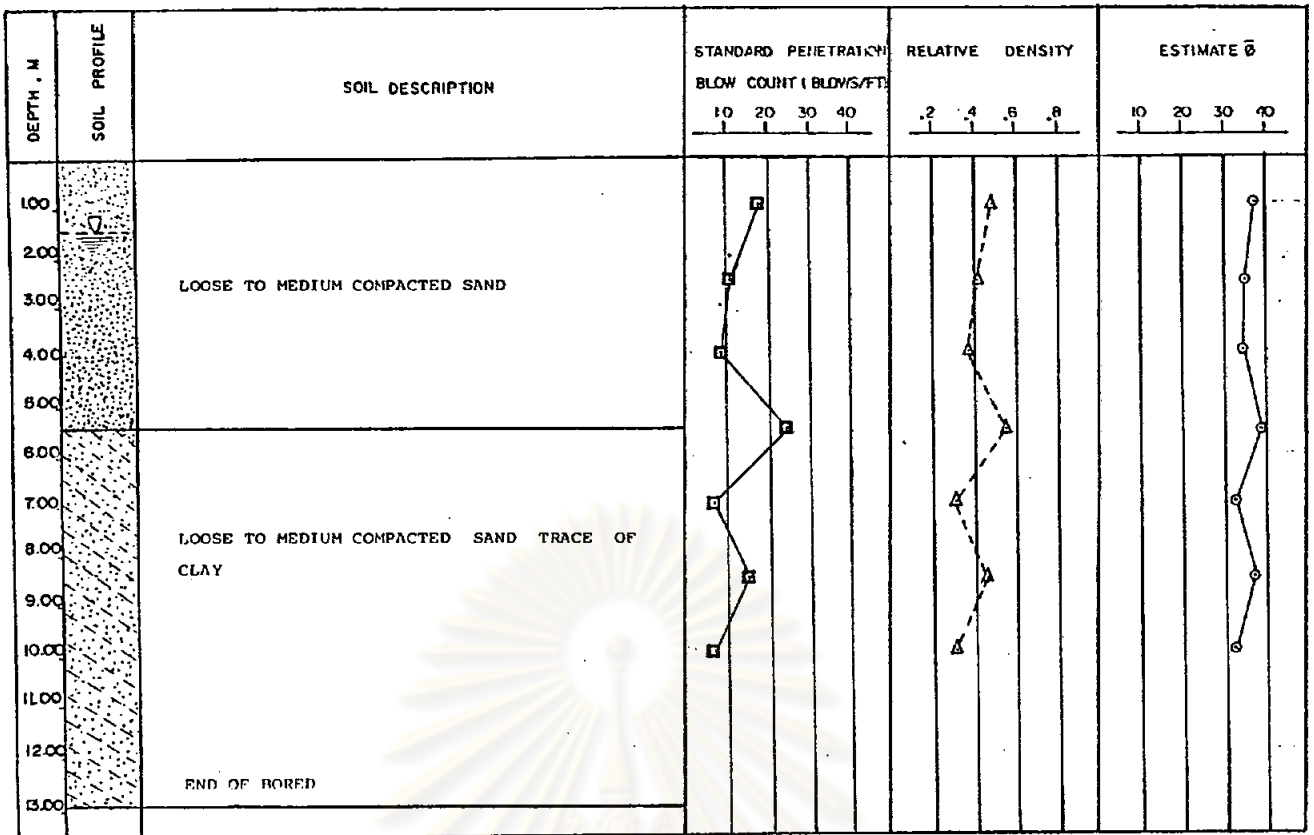 DEPTH , M
SOIL PROFILE
SOIL DESCRIPTION
STANDARD PENETRATION
BLOW COUNT ( BLOWS/FT)
10 20 30 40
RELATIVE DENSITY
.2 .4 .6 .8
ESTIMATE Ø̄
10 20 30 40
1.00
2.00
3.00
4.00
5.00
6.00
7.00
8.00
9.00
10.00
11.00
12.00
13.00
LOOSE TO MEDIUM COMPACTED SAND
LOOSE TO MEDIUM COMPACTED SAND TRACE OF
CLAY
END OF BORED